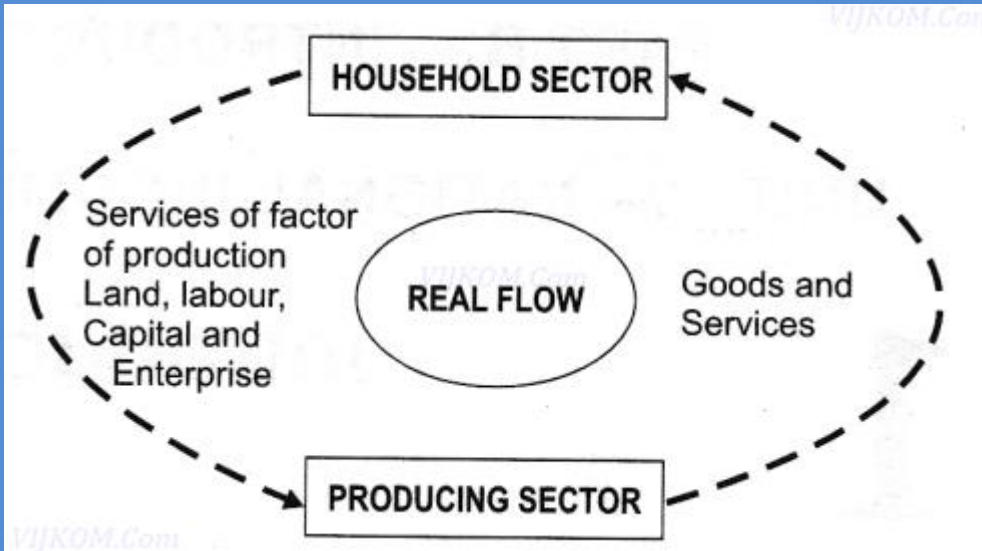 VIJKOM.Com
HOUSEHOLD SECTOR
Services of factor
of production
Land, labour,
Capital and
Enterprise
VIJKOM.Com
REAL FLOW
Goods and
Services
PRODUCING SECTOR
VIJKOM.Com